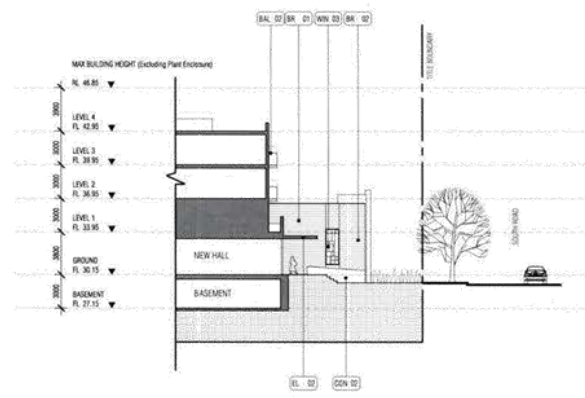 BAL 02
BR 01
WIN 03
BR 02
TITLE BOUNDARY
MAX BUILDING HEIGHT (Excluding Plant Enclosure)
RL 46.85
3900
LEVEL 4
FL 42.95
3000
LEVEL 3
FL 39.95
3000
LEVEL 2
FL 36.95
3000
LEVEL 1
FL 33.95
3800
GROUND
FL 30.15
3000
BASEMENT
FL 27.15
NEW HALL
BASEMENT
SOUTH ROAD
EL 02
CON 02